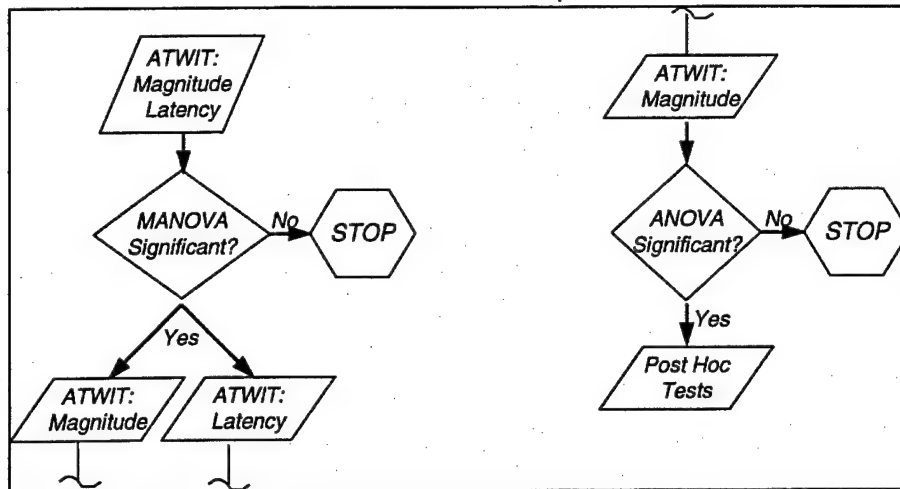 ATWIT:
Magnitude
Latency
MANOVA
Significant?
No
STOP
Yes
ATWIT:
Magnitude
ATWIT:
Latency
ATWIT:
Magnitude
ANOVA
Significant?
No
STOP
Yes
Post Hoc
Tests